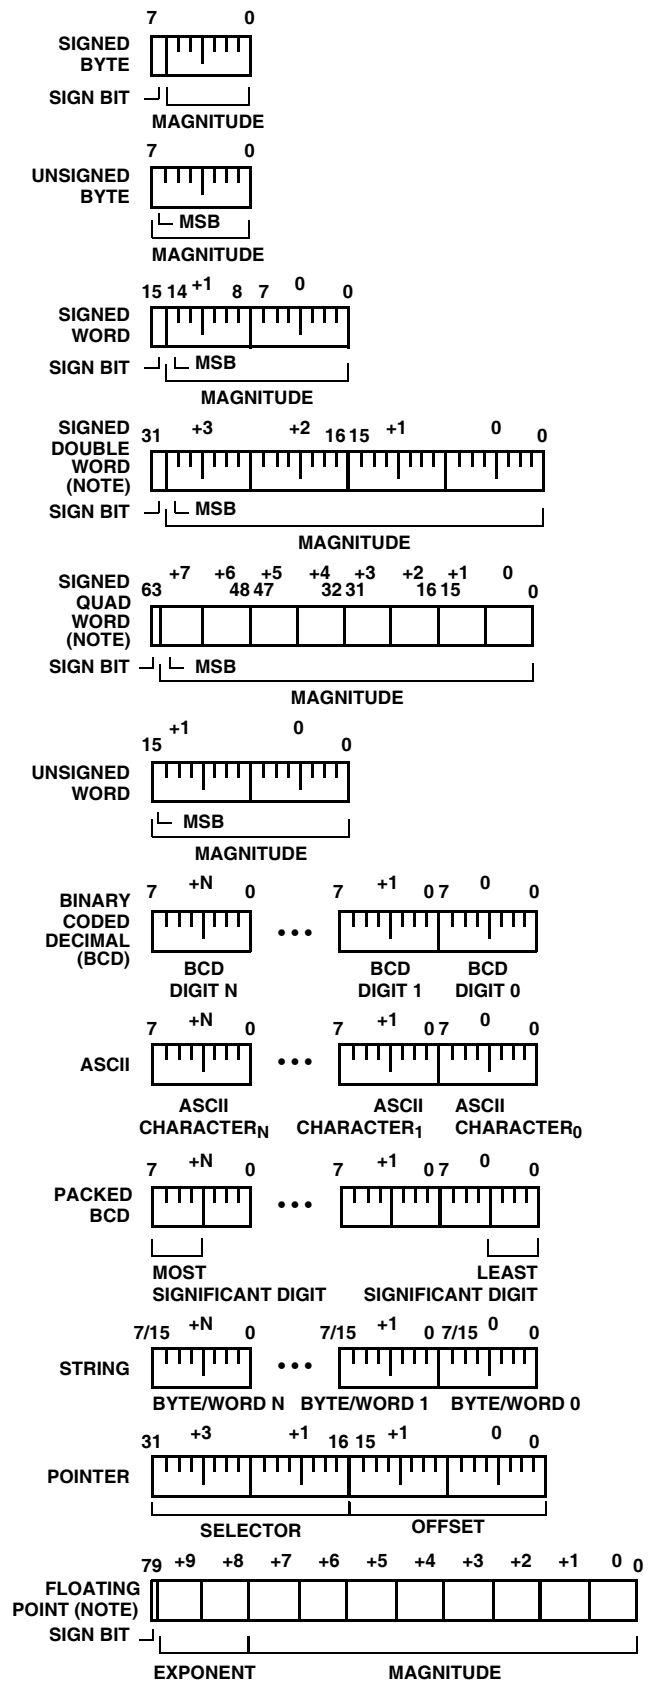 7 0
SIGNED
BYTE
SIGN BIT
MAGNITUDE
7 0
UNSIGNED
BYTE
MSB
MAGNITUDE
15 14 +1 8 7 0 0
SIGNED
WORD
SIGN BIT MSB
MAGNITUDE
SIGNED
DOUBLE
WORD
(NOTE)
31 +3 +2 16 15 +1 0 0
SIGN BIT MSB
MAGNITUDE
+7 +6 +5 +4 +3 +2 +1 0
SIGNED
QUAD
WORD
(NOTE)
63 48 47 32 31 16 15 0
SIGN BIT MSB
MAGNITUDE
+1 0
15 0
UNSIGNED
WORD
MSB
MAGNITUDE
BINARY
CODED
DECIMAL
(BCD)
7 +N 0 7 +1 0 7 0 0
•••
BCD
DIGIT N
BCD
DIGIT 1
BCD
DIGIT 0
7 +N 0 7 +1 0 7 0 0
ASCII
•••
ASCII
CHARACTERN
ASCII
CHARACTER1
ASCII
CHARACTER0
7 +N 0 7 +1 0 7 0 0
PACKED
BCD
•••
MOST
SIGNIFICANT DIGIT
LEAST
SIGNIFICANT DIGIT
7/15 +N 0 7/15 +1 0 7/15 0 0
STRING
•••
BYTE/WORD N BYTE/WORD 1 BYTE/WORD 0
31 +3 +1 16 15 +1 0 0
POINTER
SELECTOR OFFSET
79 +9 +8 +7 +6 +5 +4 +3 +2 +1 0 0
FLOATING
POINT (NOTE)
SIGN BIT
EXPONENT MAGNITUDE